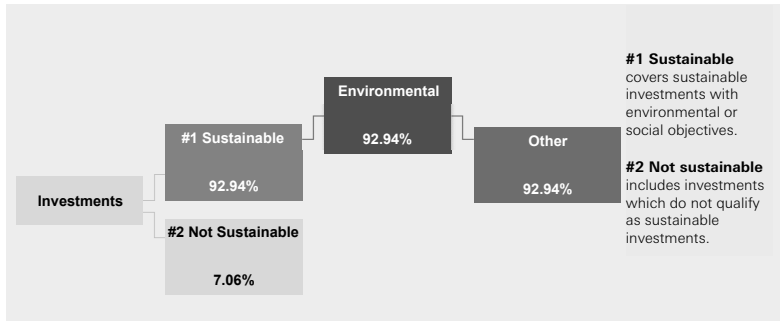 Investments
#1 Sustainable
92.94%
#2 Not Sustainable
7.06%
Environmental
92.94%
Other
92.94%
#1 Sustainable
covers sustainable
investments with
environmental or
social objectives.
#2 Not sustainable
includes investments
which do not qualify
as sustainable
investments.